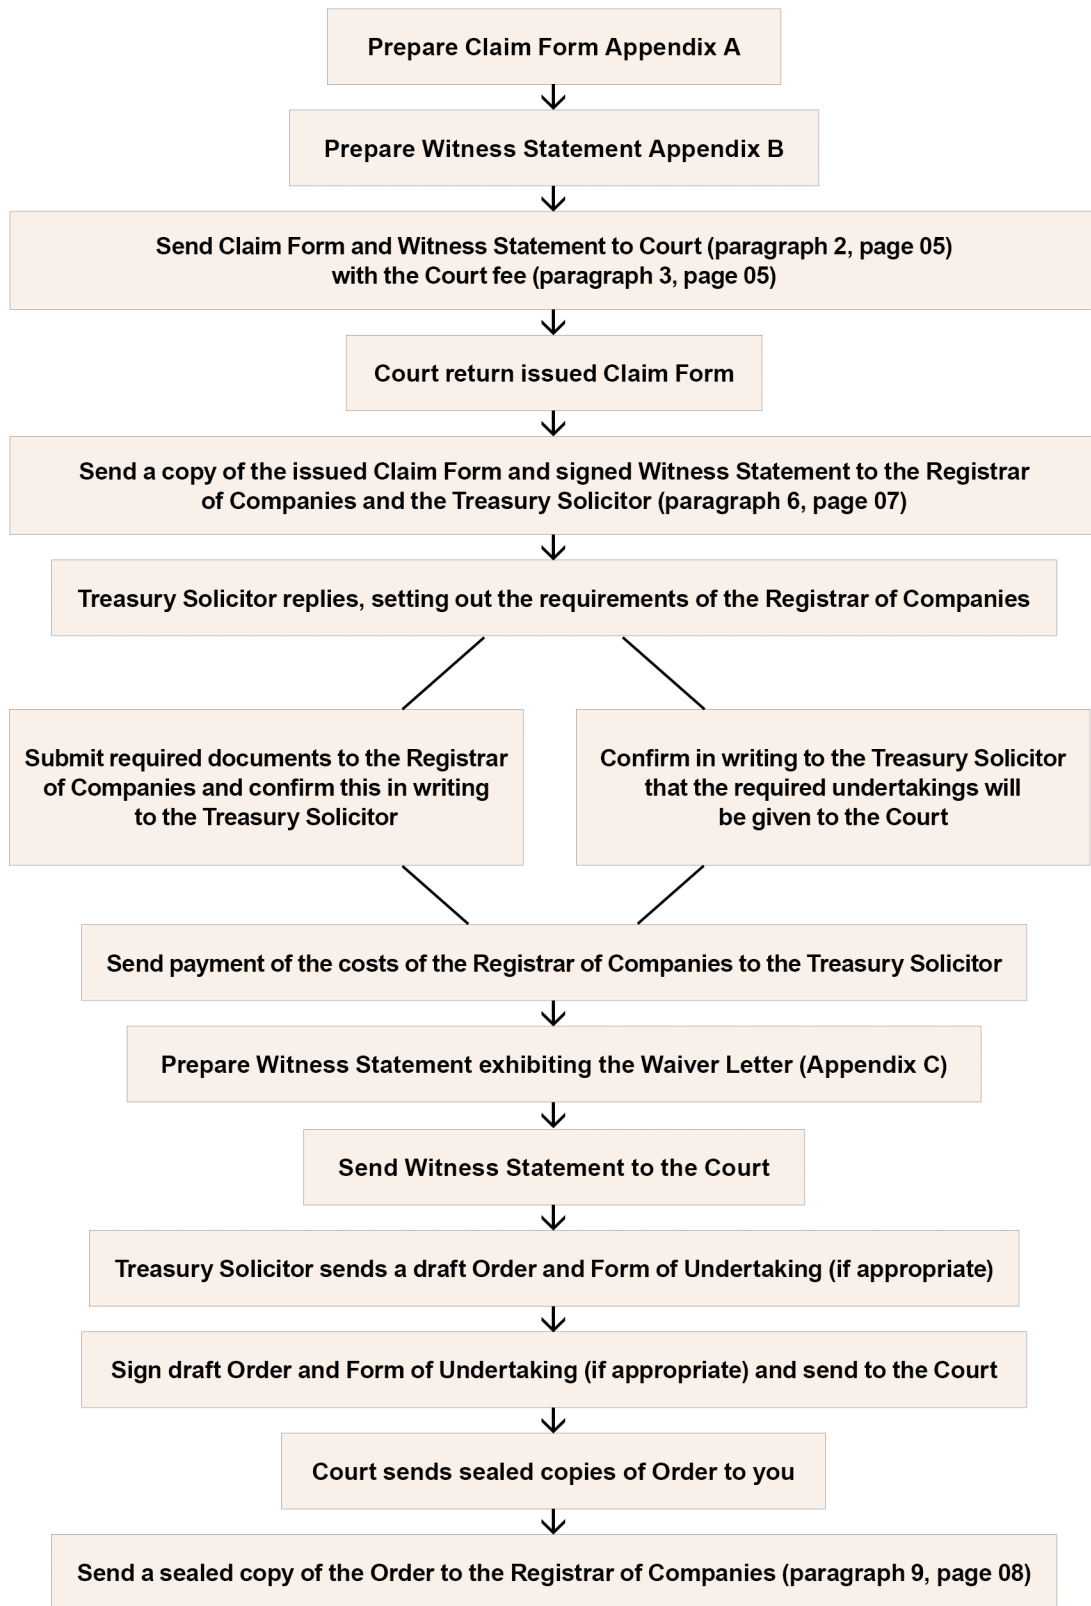 Prepare Claim Form Appendix A
Prepare Witness Statement Appendix B
Send Claim Form and Witness Statement to Court (paragraph 2, page 05)
with the Court fee (paragraph 3, page 05)
Court return issued Claim Form
Send a copy of the issued Claim Form and signed Witness Statement to the Registrar
of Companies and the Treasury Solicitor (paragraph 6, page 07)
Treasury Solicitor replies, setting out the requirements of the Registrar of Companies
Submit required documents to the Registrar
of Companies and confirm this in writing
to the Treasury Solicitor
Confirm in writing to the Treasury Solicitor
that the required undertakings will
be given to the Court
Send payment of the costs of the Registrar of Companies to the Treasury Solicitor
Prepare Witness Statement exhibiting the Waiver Letter (Appendix C)
Send Witness Statement to the Court
Treasury Solicitor sends a draft Order and Form of Undertaking (if appropriate)
Sign draft Order and Form of Undertaking (if appropriate) and send to the Court
Court sends sealed copies of Order to you
Send a sealed copy of the Order to the Registrar of Companies (paragraph 9, page 08)